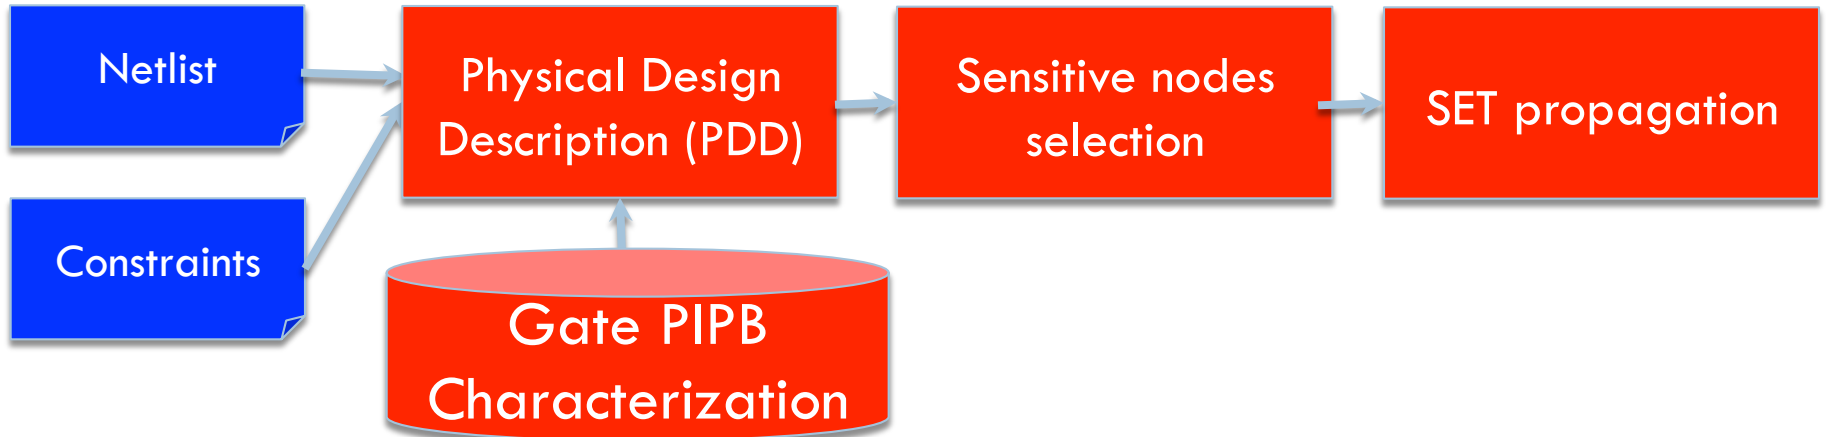 Netlist
Constraints
Physical Design
Description (PDD)
Gate PIPB
Characterization
Sensitive nodes
selection
SET propagation